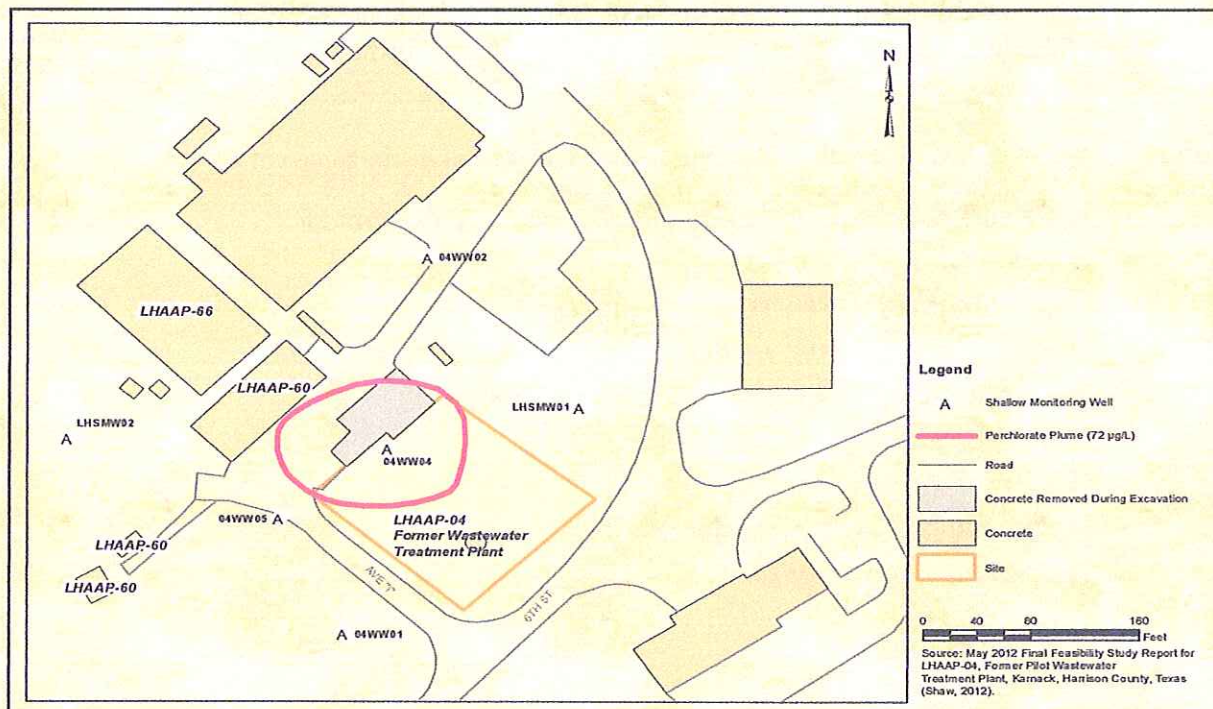 N
04WW02
LHAAP-66
LHAAP-60
LHSMW01
LHSMW02
04WW04
04WW05
LHAAP-04
Former Wastewater
Treatment Plant
LHAAP-60
LHAAP-60
6TH ST
04WW01
Legend
A Shallow Monitoring Well
Perchlorate Plume (72 µg/L)
Road
Concrete Removed During Excavation
Concrete
Site
0 20 40 80 160
Feet
Source: May 2012 Final Feasibility Study Report for
LHAAP-04, Former Pilot Wastewater
Treatment Plant, Karnack, Harrison County, Texas
(Shaw, 2012).